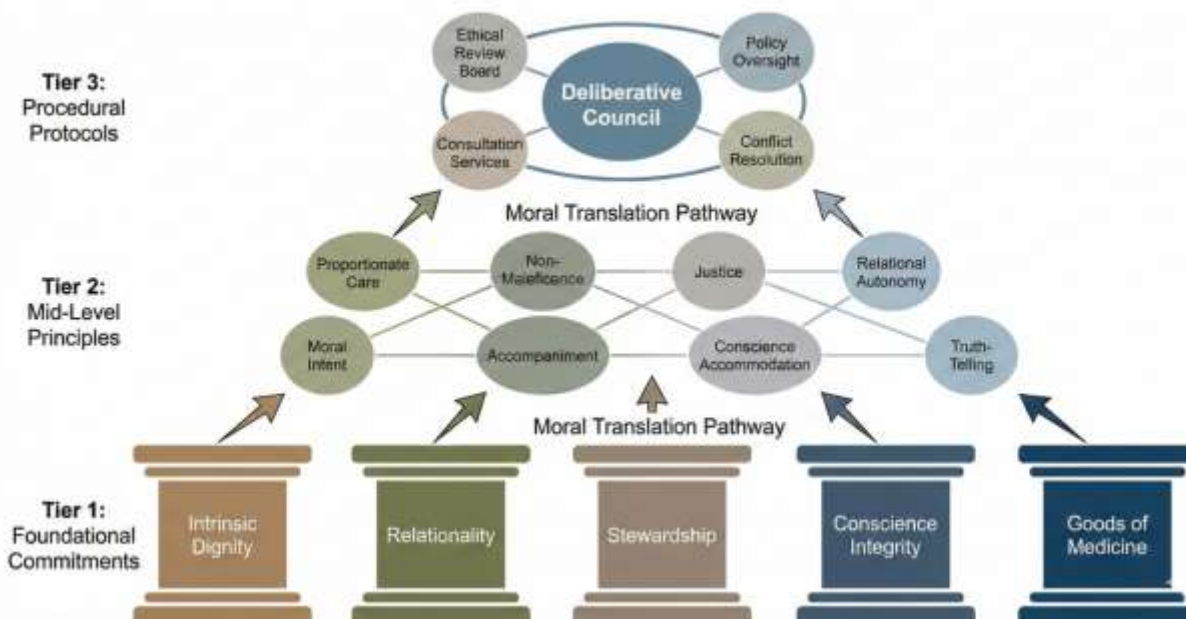 Tier 3:
Procedural
Protocols
Ethical
Review
Board
Policy
Oversight
Deliberative
Council
Consultation
Services
Conflict
Resolution
Moral Translation Pathway
Tier 2:
Mid-Level
Principles
Proportionate
Care
Non-
Maleficence
Justice
Relational
Autonomy
Moral
Intent
Accompaniment
Conscience
Accommodation
Truth-
Telling
Moral Translation Pathway
Tier 1:
Foundational
Commitments
Intrinsic
Dignity
Relationality
Stewardship
Conscience
Integrity
Goods of
Medicine